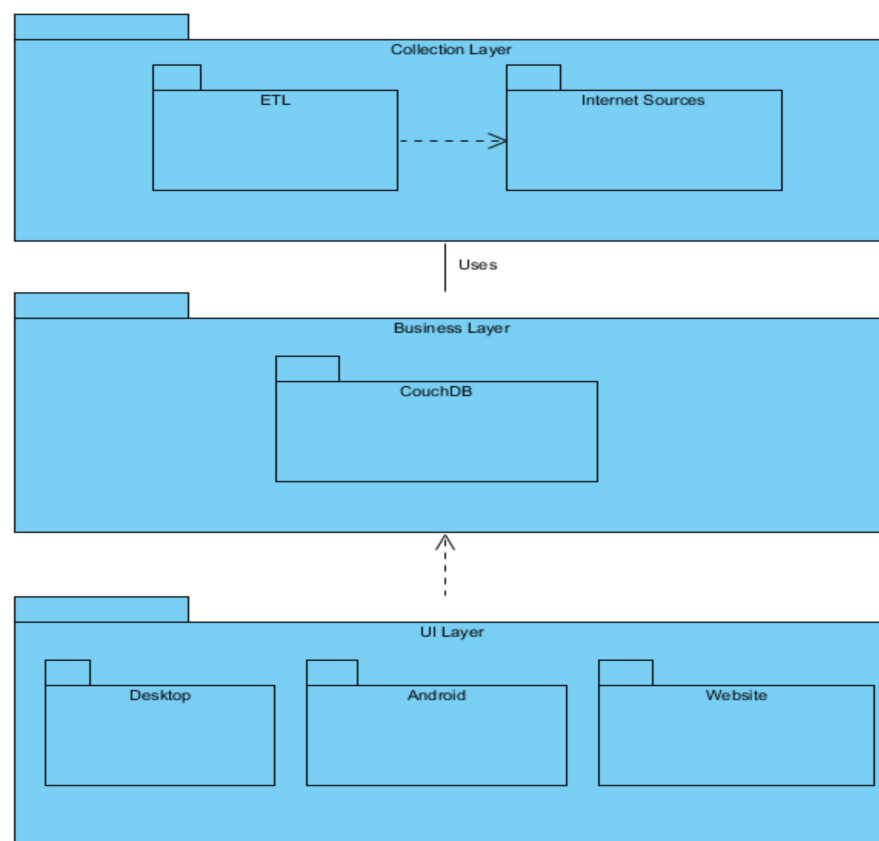 Collection Layer
ETL
Internet Sources
Uses
Business Layer
CouchDB
UI Layer
Desktop
Android
Website